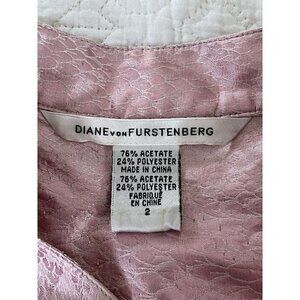 DIANE VON FURSTENBERG
76% ACETATE
24% POLYESTER
MADE IN CHINA
76% ACETATE
24% POLYESTER
FABRIQUÉ
EN CHINE
2